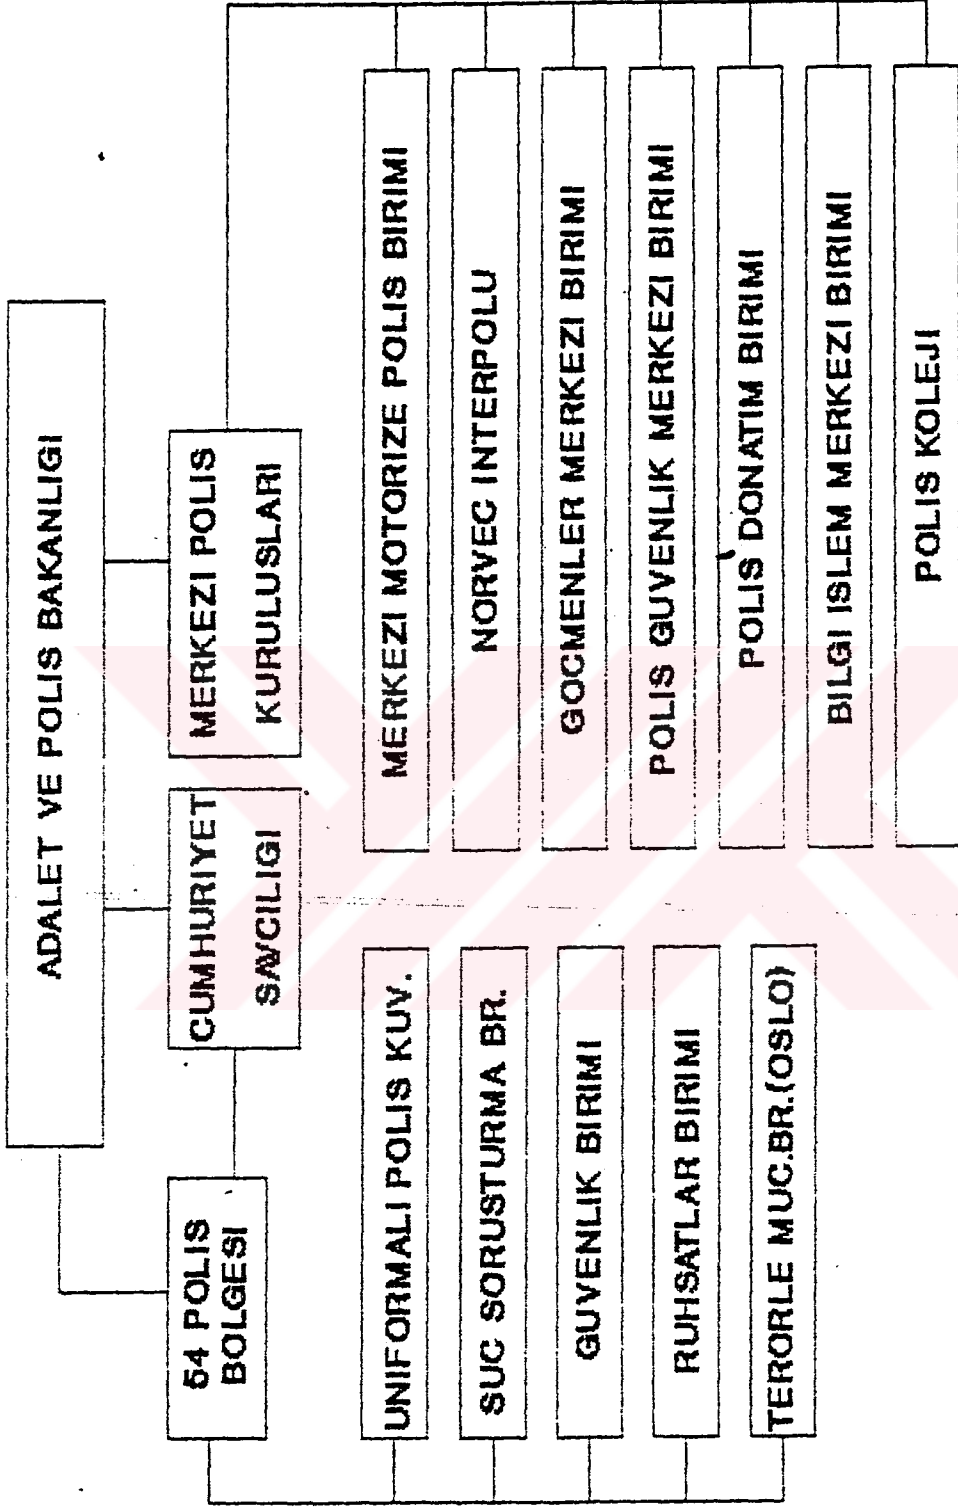 ADALET VE POLIS BAKANLIGI
54 POLIS
BOLGESI
CUMHURIYET
SAVCILIGI
MERKEZI POLIS
KURULUSLARI
UNIFORMALI POLIS KUV.
SUC SORUSTURMA BR.
GUVENLIK BIRIMI
RUHSATLAR BIRIMI
TERORLE MUC.BR.(OSLO)
MERKEZI MOTORIZE POLIS BIRIMI
NORVEC INTERPOLU
GOCMENLER MERKEZI BIRIMI
POLIS GUVENLIK MERKEZI BIRIMI
POLIS DONATIM BIRIMI
BILGI ISLEM MERKEZI BIRIMI
POLIS KOLEJI